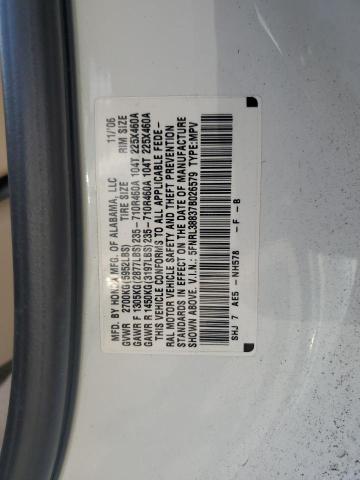 MFD. BY HONDA MFG. OF ALABAMA, LLC 11/'06
GVWR 2700KG(5952LBS) TIRE SIZE RIM SIZE
GAWR F 1305KG(2877LBS)235-710R460A 104T 225X460A
GAWR R 1450KG(3197LBS)235-710R460A 104T 225X460A
THIS VEHICLE CONFORMS TO ALL APPLICABLE FEDE-
RAL MOTOR VEHICLE SAFETY AND THEFT PREVENTION
STANDARDS IN EFFECT ON THE DATE OF MANUFACTURE
SHOWN ABOVE. V.I.N.: 5FNRL38837B026579 TYPE:MPV
SHJ 7 AE5 - NH578 - F - B